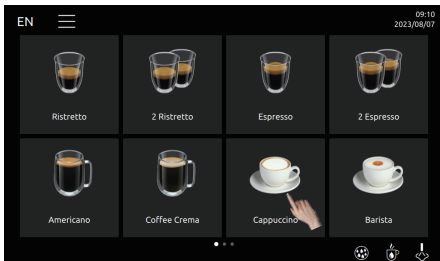 EN
09:10
2023/08/07
Ristretto
2 Ristretto
Espresso
2 Espresso
Americano
Coffee Crema
Cappuccino
Barista